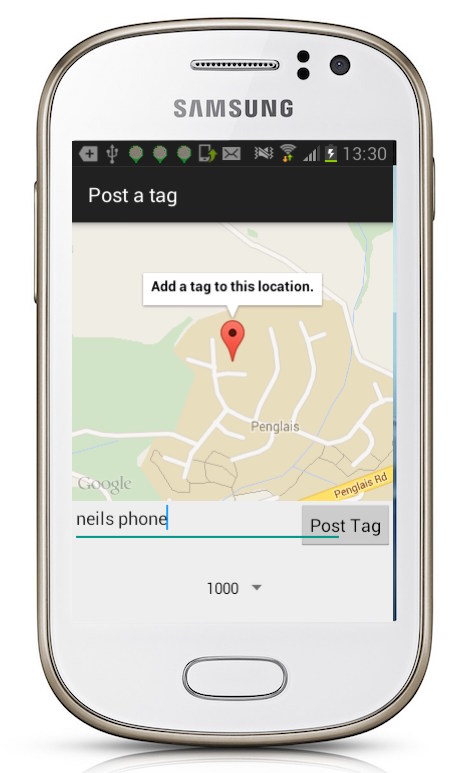 SAMSUNG
13:30
Post a tag
Add a tag to this location.
Penglais
Google
Penglais Rd
neils phone
Post Tag
1000